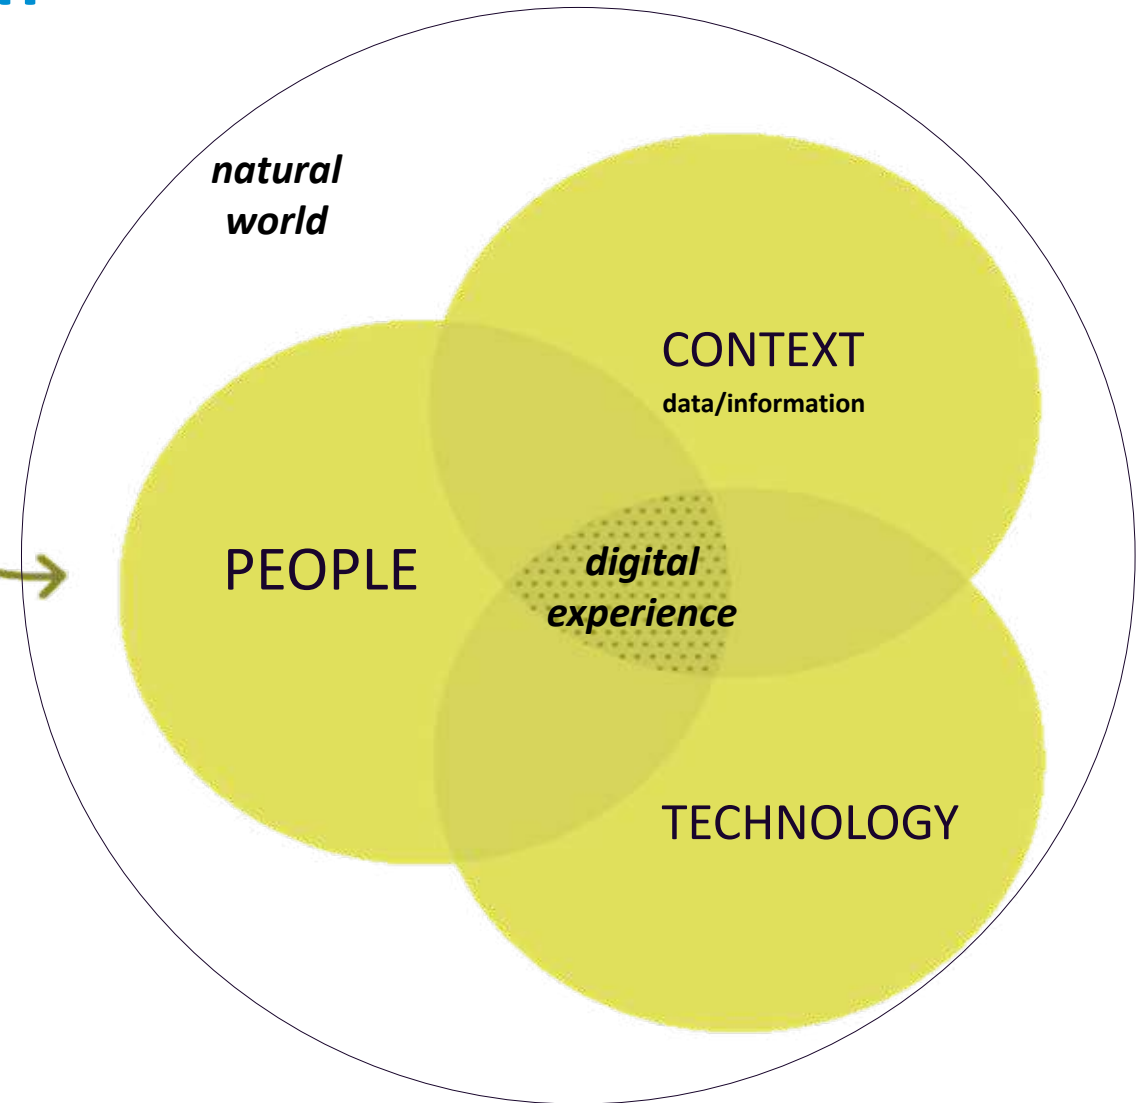 natural
world
CONTEXT
data/information
PEOPLE
digital
experience
TECHNOLOGY